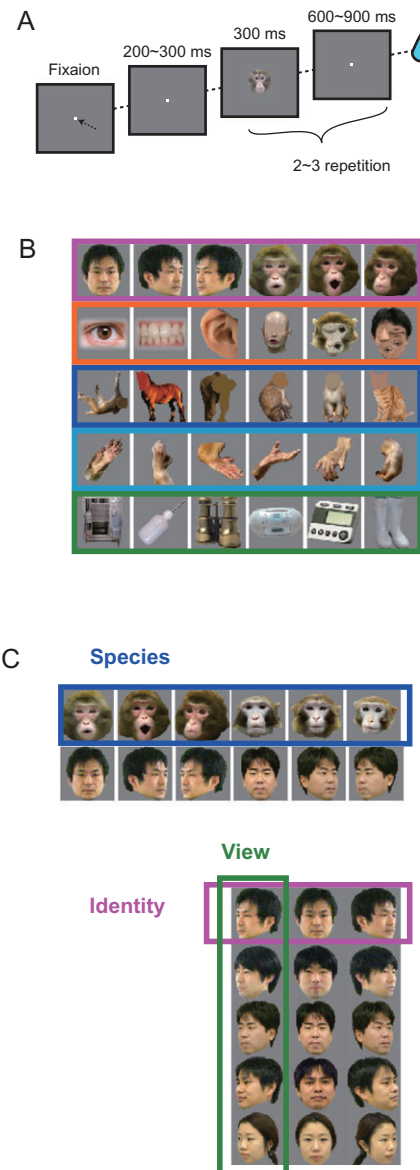 A
Fixaion
200~300 ms
300 ms
600~900 ms
2~3 repetition
B
C
Species
View
Identity